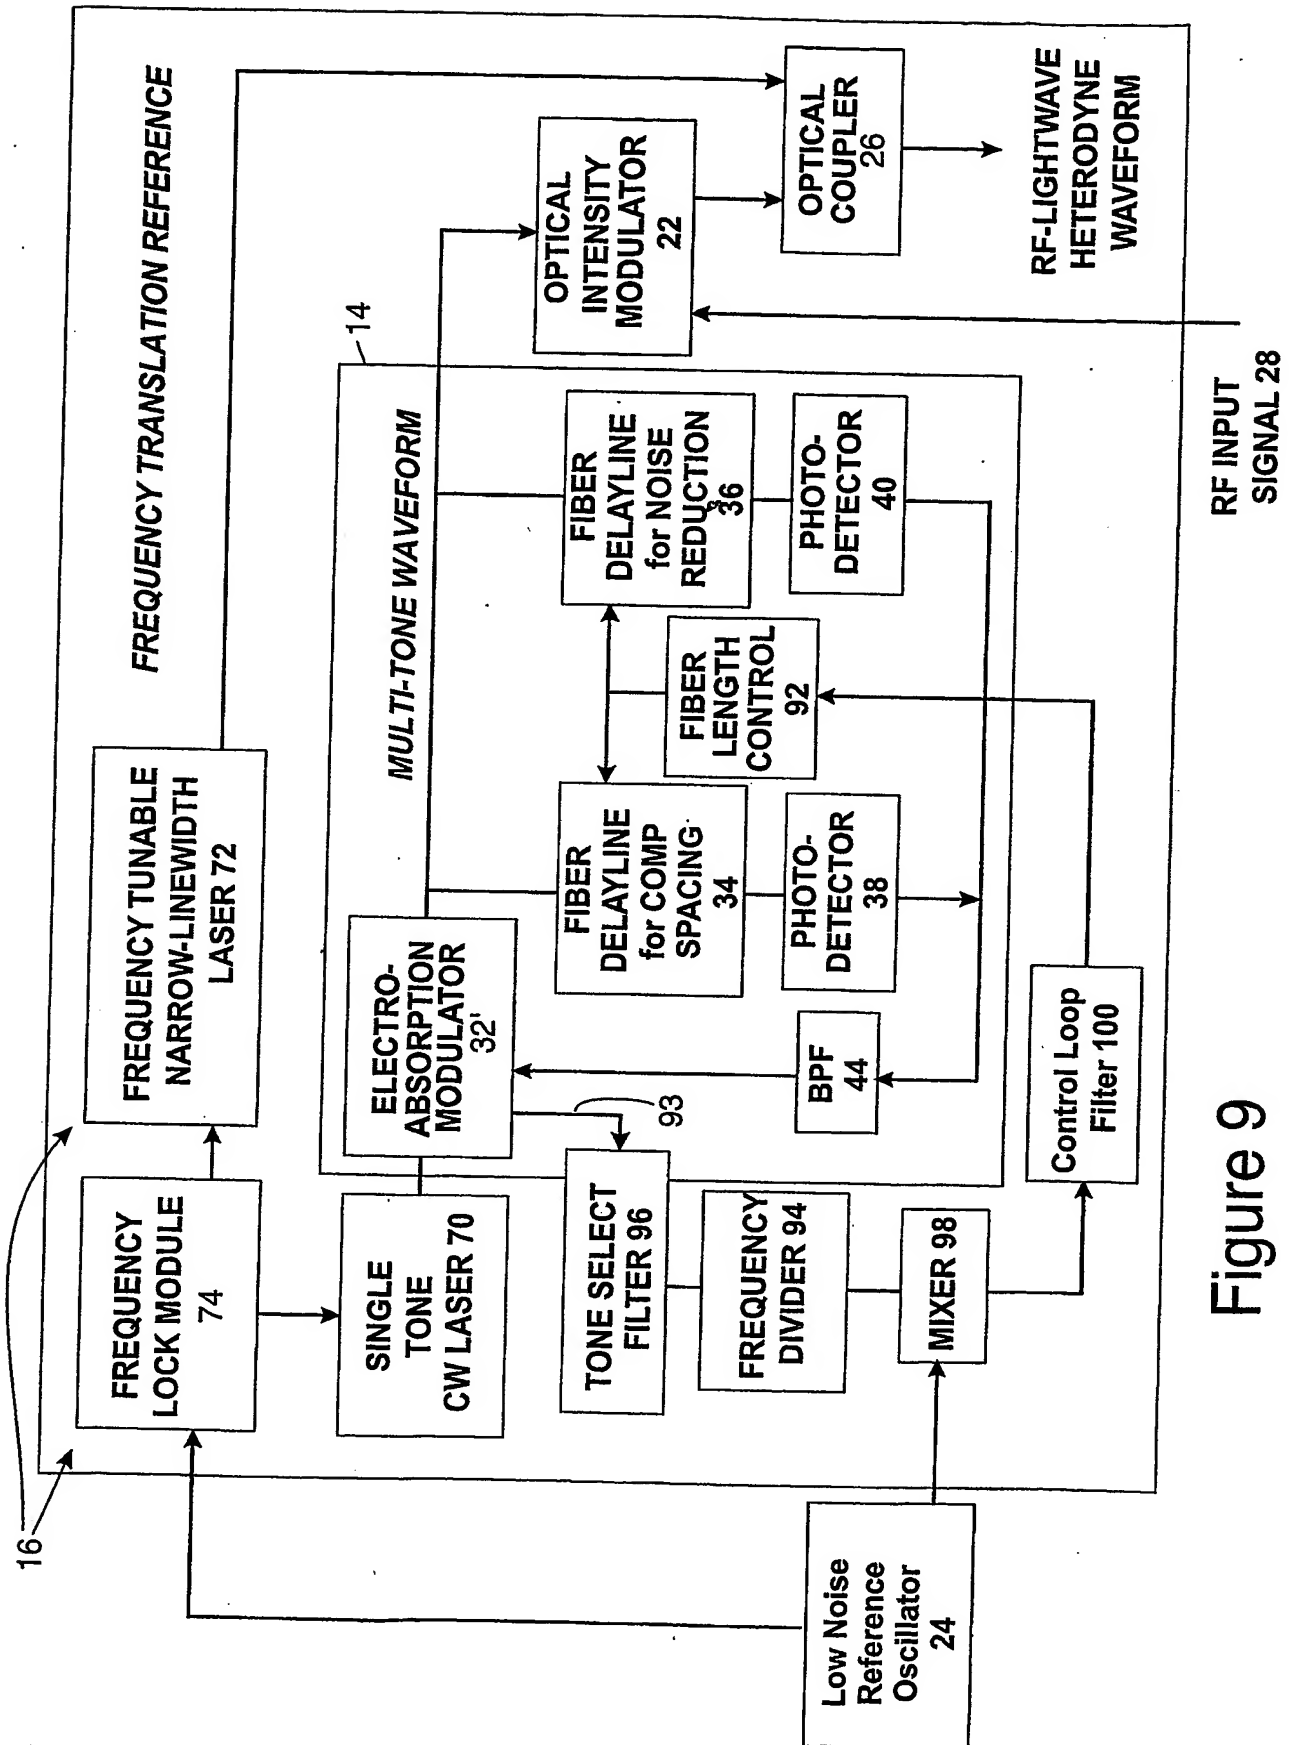 16
FREQUENCY
LOCK MODULE
74
FREQUENCY TUNABLE
NARROW-LINEWIDTH
LASER 72
FREQUENCY TRANSLATION REFERENCE
SINGLE
TONE
CW LASER 70
ELECTRO-
ABSORPTION
MODULATOR
32'
MULTI-TONE WAVEFORM
14
OPTICAL
INTENSITY
MODULATOR
22
OPTICAL
COUPLER
26
RF-LIGHTWAVE
HETERODYNE
WAVEFORM
93
TONE SELECT
FILTER 96
FIBER
DELAYLINE
for COMP
SPACING
34
FIBER
DELAYLINE
for NOISE
REDUCTION
36
FIBER
LENGTH
CONTROL
92
FREQUENCY
DIVIDER 94
BPF
44
PHOTO-
DETECTOR
38
PHOTO-
DETECTOR
40
MIXER 98
Low Noise
Reference
Oscillator
24
Control Loop
Filter 100
RF INPUT
SIGNAL 28
Figure 9